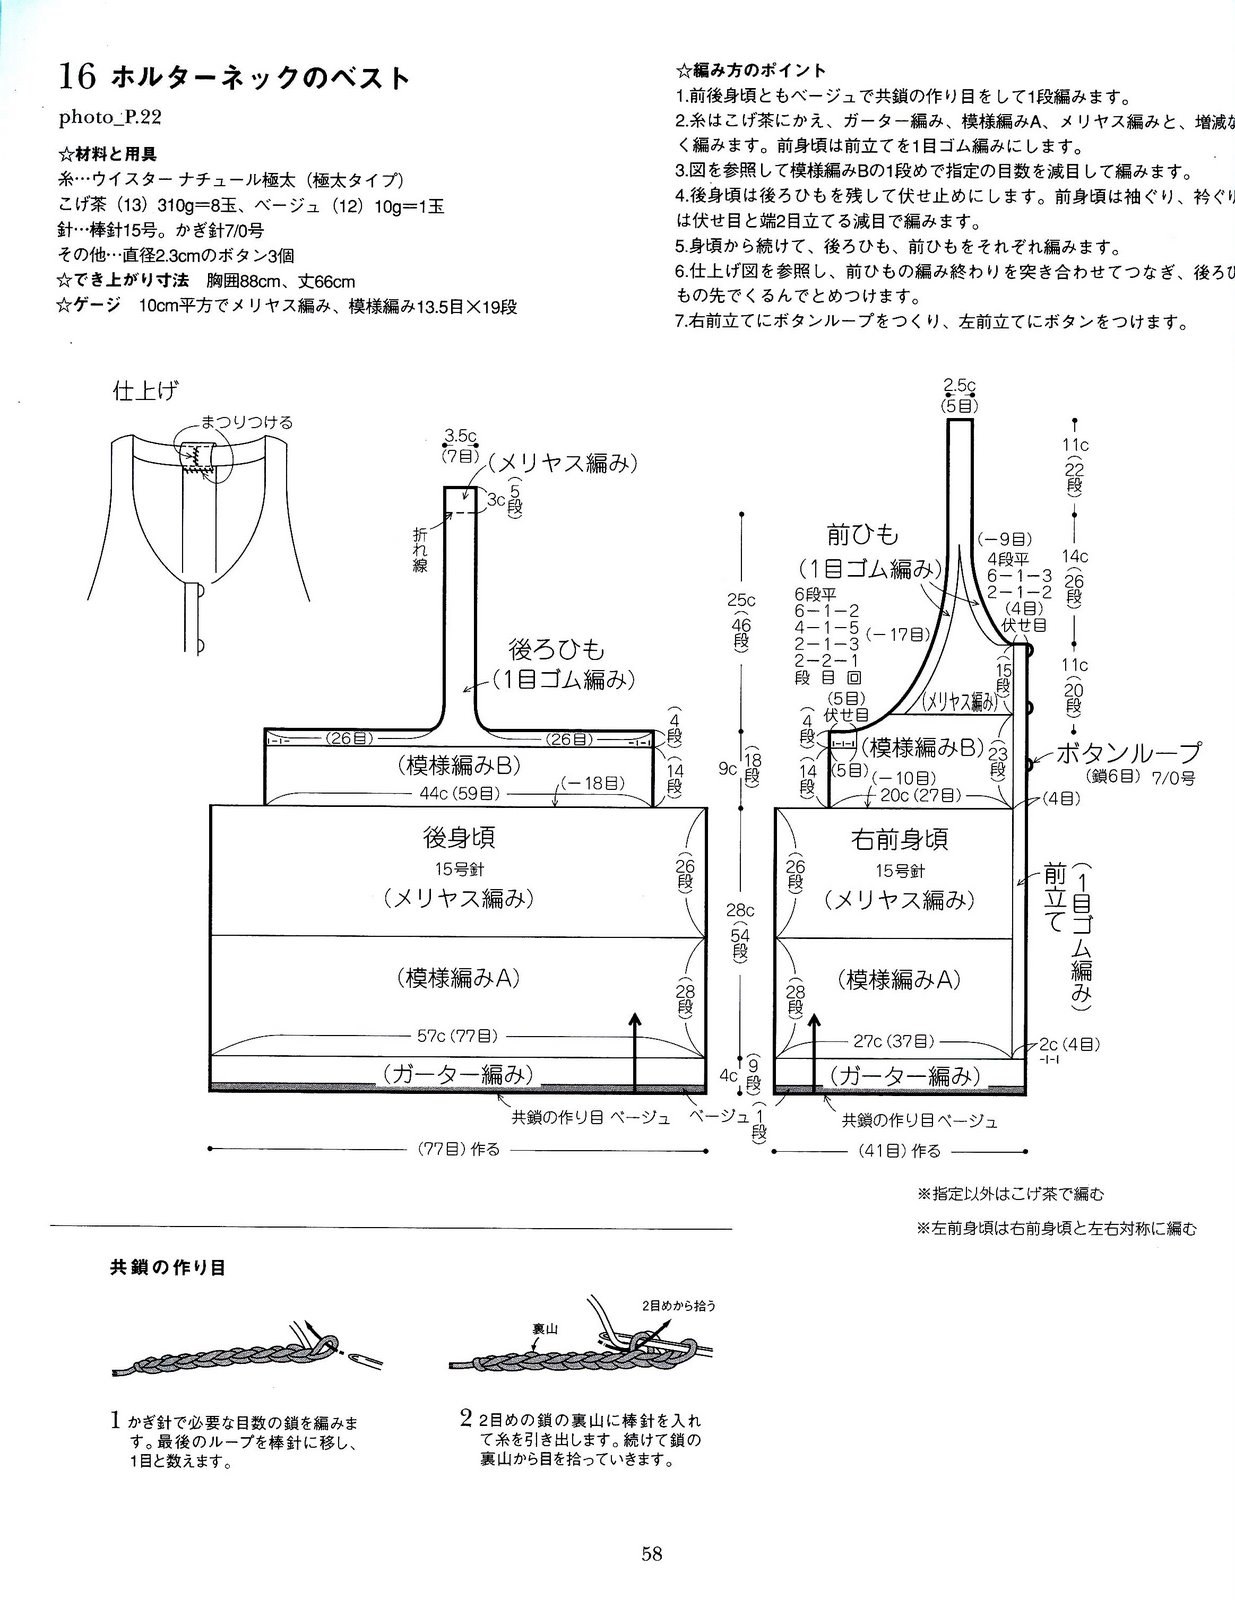 16 ホルターネックのベスト
photo_P.22
☆材料と用具
糸…ウイスター ナチュール極太（極太タイプ）
こげ茶（13）310g＝8玉、ベージュ（12）10g＝1玉
針…棒針15号。かぎ針7/0号
その他…直径2.3cmのボタン3個
☆でき上がり寸法　胸囲88cm、丈66cm
☆ゲージ　10cm平方でメリヤス編み、模様編み13.5目×19段
☆編み方のポイント
1.前後身頃ともベージュで共鎖の作り目をして1段編みます。
2.糸はこげ茶にかえ、ガーター編み、模様編みA、メリヤス編みと、増減な
く編みます。前身頃は前立てを1目ゴム編みにします。
3.図を参照して模様編みBの1段めで指定の目数を減目して編みます。
4.後身頃は後ろひもを残して伏せ止めにします。前身頃は袖ぐり、衿ぐり
は伏せ目と端2目立てる減目で編みます。
5.身頃から続けて、後ろひも、前ひもをそれぞれ編みます。
6.仕上げ図を参照し、前ひもの編み終わりを突き合わせてつなぎ、後ろひ
もの先でくるんでとめつけます。
7.右前立てにボタンループをつくり、左前立てにボタンをつけます。
仕上げ
まつりつける
3.5c
(7目)
(メリヤス編み)
3c
(5段)
折れ線
後ろひも
(1目ゴム編み)
(26目)
(26目)
(4段)
(模様編みB)
(14段)
44c (59目)
(−18目)
後身頃
15号針
(メリヤス編み)
(26段)
(模様編みA)
(28段)
57c (77目)
(ガーター編み)
共鎖の作り目 ベージュ
ベージュ
(1段)
(77目) 作る
25c
(46段)
9c
(18段)
28c
(54段)
4c
(9段)
2.5c
(5目)
11c
(22段)
前ひも
(1目ゴム編み)
(−9目)
4段平
6−1−3
2−1−2
(4目)
伏せ目
14c
(26段)
6段平
6−1−2
4−1−5
2−1−3
2−2−1
段 目 回
(−17目)
(5目)
伏せ目
(15段)
11c
(20段)
(メリヤス編み)
(4段)
(模様編みB)
(23段)
ボタンループ
(鎖6目) 7/0号
(14段)
(5目)
(−10目)
20c (27目)
(4目)
右前身頃
15号針
(メリヤス編み)
(26段)
前立て
(1目ゴム編み)
(模様編みA)
(28段)
27c (37目)
2c (4目)
(ガーター編み)
共鎖の作り目 ベージュ
(41目) 作る
※指定以外はこげ茶で編む
※左前身頃は右前身頃と左右対称に編む
共鎖の作り目
裏山
2目めから拾う
1 かぎ針で必要な目数の鎖を編みま
す。最後のループを棒針に移し、
1目と数えます。
2 2目めの鎖の裏山に棒針を入れ
て糸を引き出します。続けて鎖の
裏山から目を拾っていきます。
58